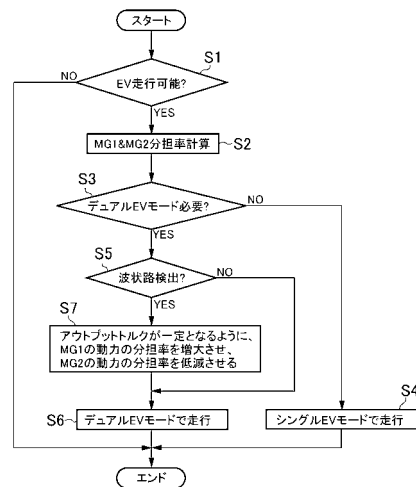 スタート
S1
EV走行可能?
NO
YES
MG1&MG2分担率計算
S2
S3
デュアルEVモード必要?
NO
YES
S5
波状路検出?
NO
YES
S7
アウトプットトルクが一定となるように、
MG1の動力の分担率を増大させ、
MG2の動力の分担率を低減させる
S6
デュアルEVモードで走行
S4
シングルEVモードで走行
エンド